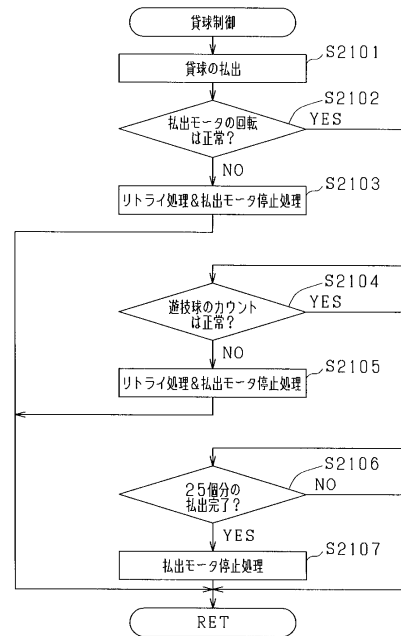 貸球制御
S2101
貸球の払出
S2102
払出モータの回転
は正常?
YES
NO
S2103
リトライ処理&払出モータ停止処理
S2104
遊技球のカウント
は正常?
YES
NO
S2105
リトライ処理&払出モータ停止処理
S2106
25個分の
払出完了?
NO
YES
S2107
払出モータ停止処理
RET